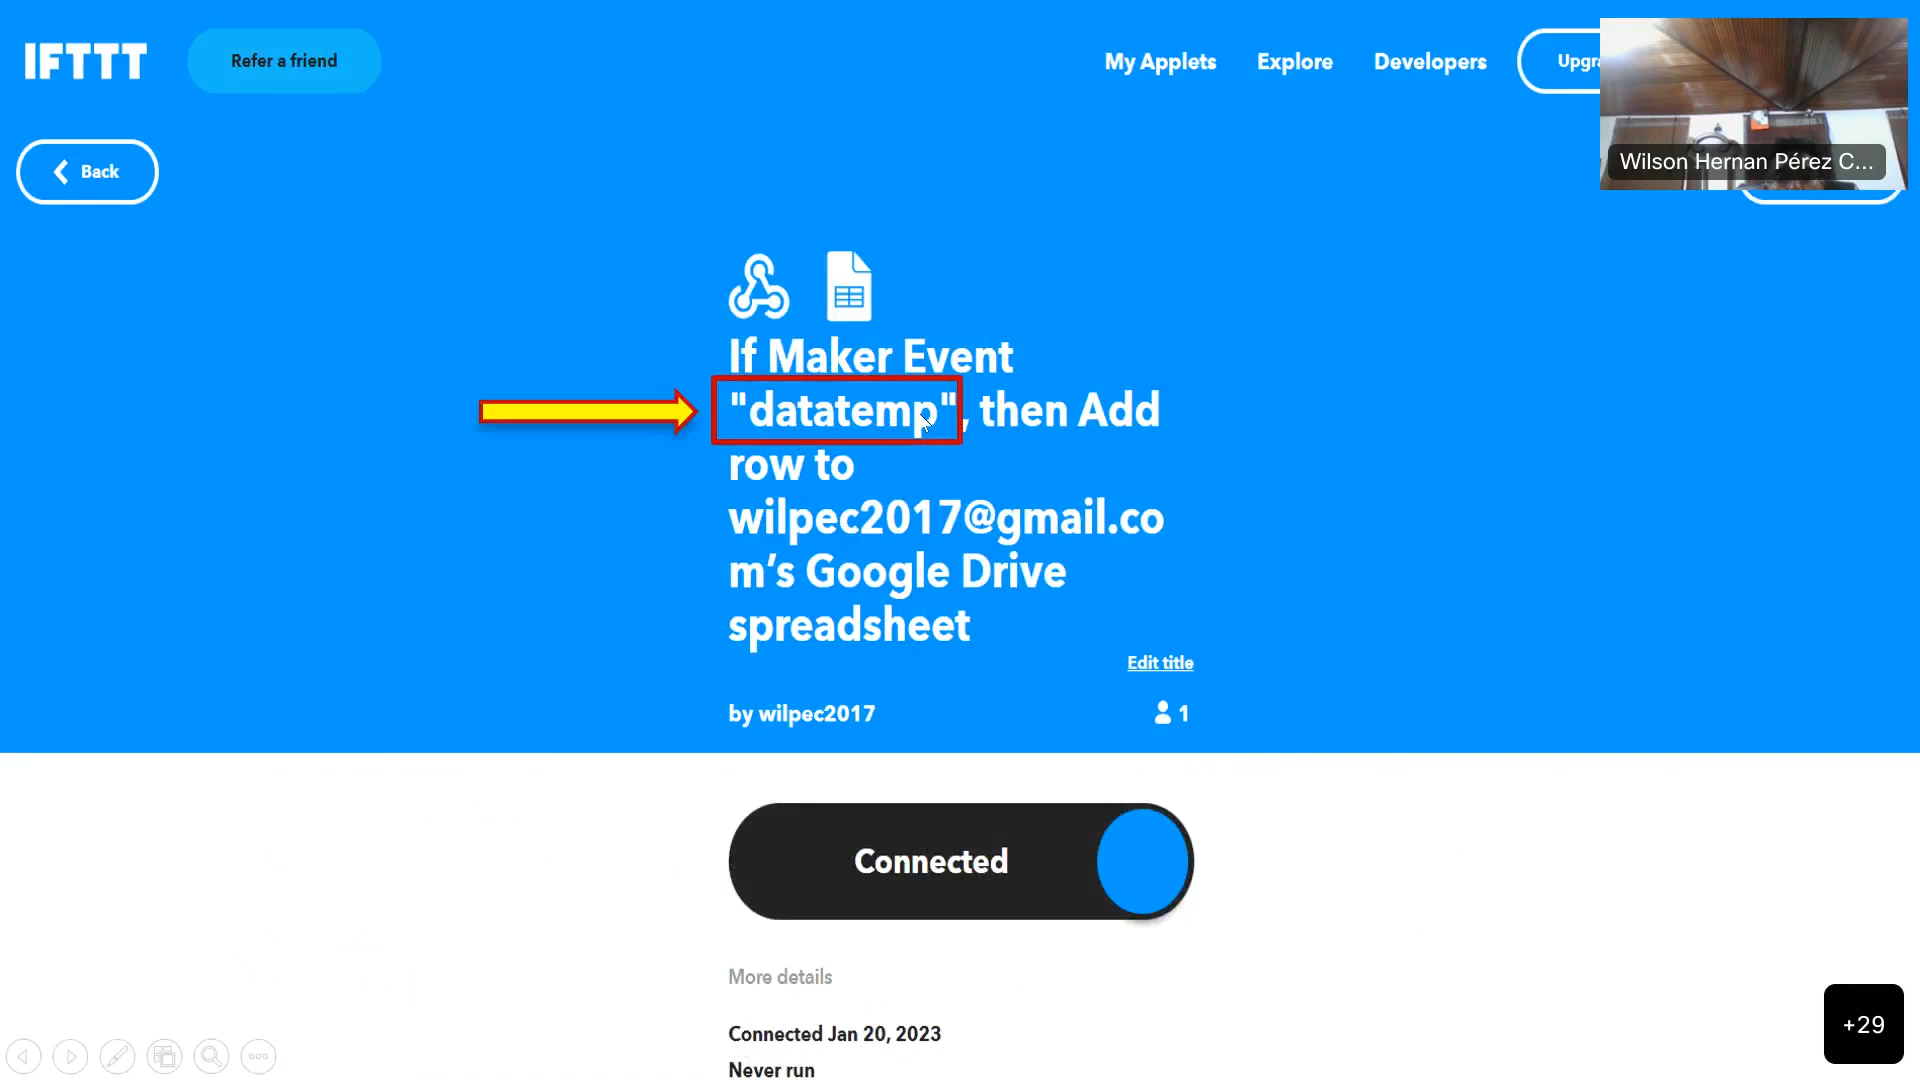 IFTTT
Refer a friend
My Applets
Explore
Developers
Upgra
Wilson Hernan Pérez C...
Back
If Maker Event
"datatemp", then Add
row to
wilpec2017@gmail.co
m’s Google Drive
spreadsheet
Edit title
by wilpec2017
1
Connected
More details
Connected Jan 20, 2023
Never run
+29